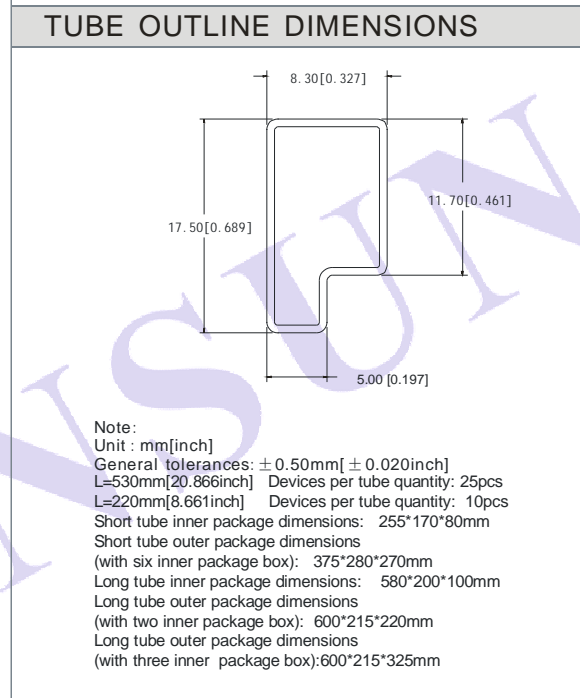 TUBE OUTLINE DIMENSIONS
8.30[0.327]
11.70[0.461]
17.50[0.689]
5.00 [0.197]
Note:
Unit : mm[inch]
General tolerances: ±0.50mm[ ±0.020inch]
L=530mm[20.866inch] Devices per tube quantity: 25pcs
L=220mm[8.661inch] Devices per tube quantity: 10pcs
Short tube inner package dimensions: 255*170*80mm
Short tube outer package dimensions
(with six inner package box): 375*280*270mm
Long tube inner package dimensions: 580*200*100mm
Long tube outer package dimensions
(with two inner package box): 600*215*220mm
Long tube outer package dimensions
(with three inner package box):600*215*325mm
NSUN